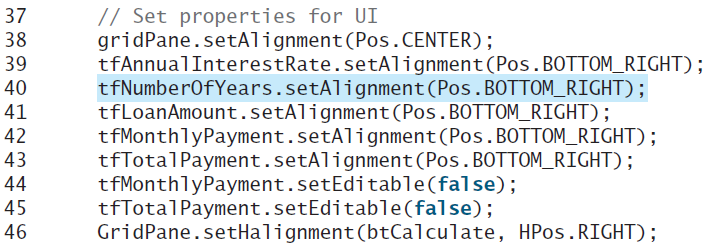 37 // Set properties for UI
38 gridPane.setAlignment(Pos.CENTER);
39 tfAnnualInterestRate.setAlignment(Pos.BOTTOM_RIGHT);
40 tfNumberOfYears.setAlignment(Pos.BOTTOM_RIGHT);
41 tfLoanAmount.setAlignment(Pos.BOTTOM_RIGHT);
42 tfMonthlyPayment.setAlignment(Pos.BOTTOM_RIGHT);
43 tfTotalPayment.setAlignment(Pos.BOTTOM_RIGHT);
44 tfMonthlyPayment.setEditable(false);
45 tfTotalPayment.setEditable(false);
46 GridPane.setHalignment(btCalculate, HPos.RIGHT);